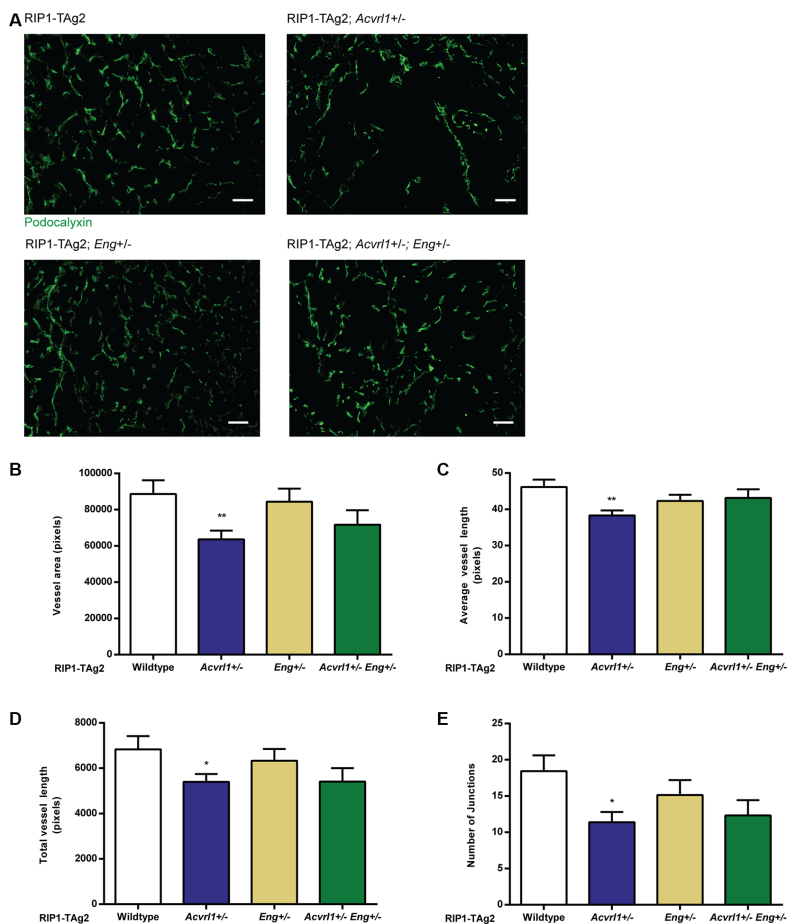 A
RIP1-TAg2
RIP1-TAg2; Acvrl1+/-
Podocalyxin
RIP1-TAg2; Eng+/-
RIP1-TAg2; Acvrl1+/-; Eng+/-
B
Vessel area (pixels)
100000
80000
60000
40000
20000
0
**
RIP1-TAg2
Wildtype
Acvrl1+/-
Eng+/-
Acvrl1+/- Eng+/-
C
Average vessel length
(pixels)
50
40
30
20
10
0
**
RIP1-TAg2
Wildtype
Acvrl1+/-
Eng+/-
Acvrl1+/- Eng+/-
D
Total vessel length
(pixels)
8000
6000
4000
2000
0
*
RIP1-TAg2
Wildtype
Acvrl1+/-
Eng+/-
Acvrl1+/- Eng+/-
E
Number of Junctions
25
20
15
10
5
0
*
RIP1-TAg2
Wildtype
Acvrl1+/-
Eng+/-
Acvrl1+/- Eng+/-